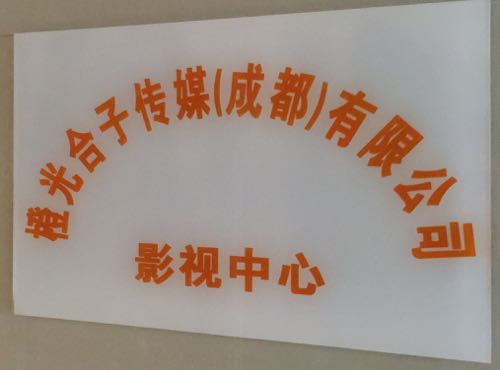 橙光合子传媒(成都)有限公司
影视中心